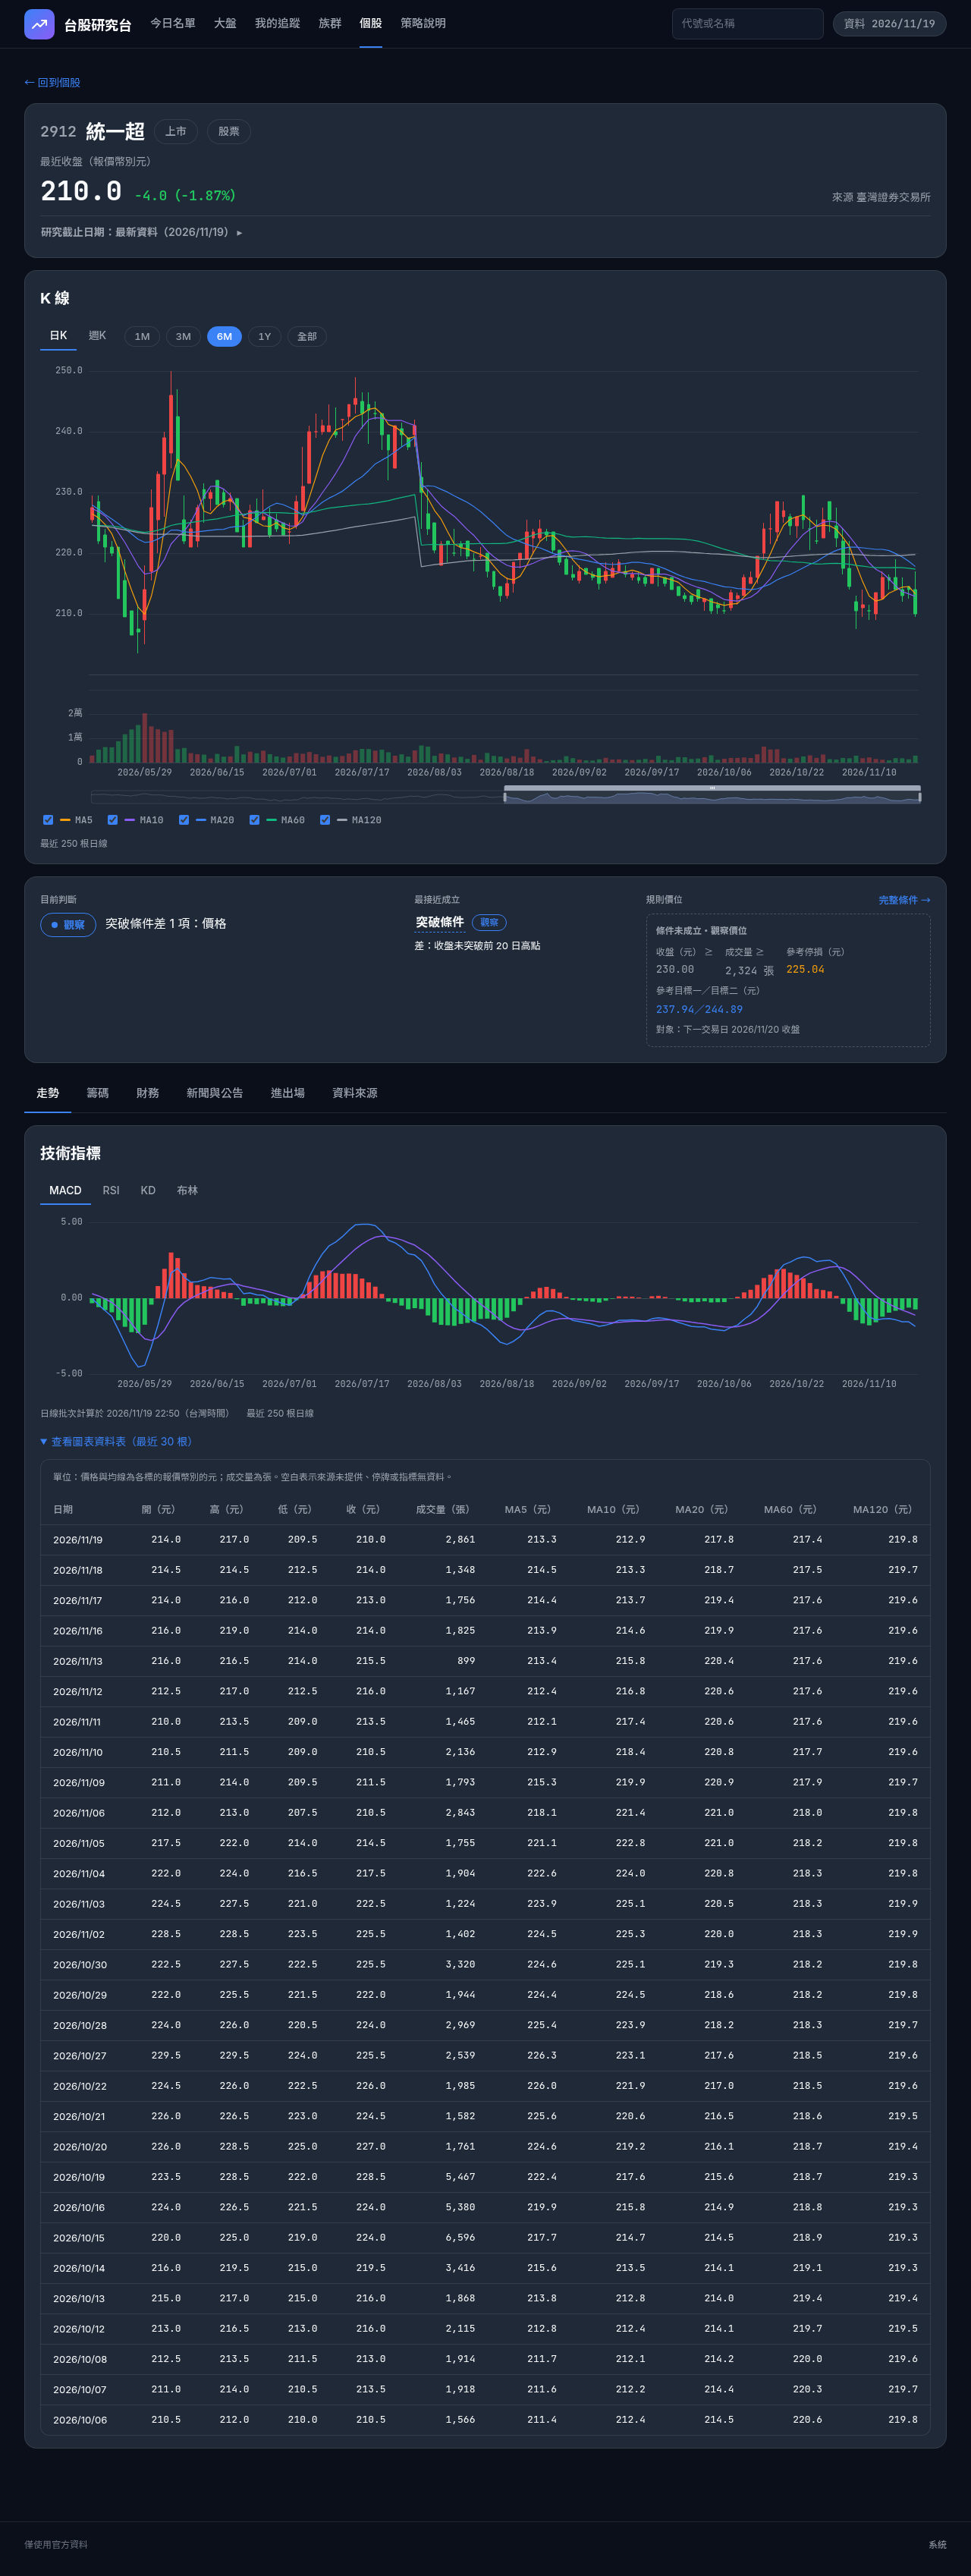 台股研究台 今日名單 大盤 我的追蹤 族群 個股 策略說明 代號或名稱 資料 2026/11/19
← 回到個股
2912 統一超 上市 股票
最近收盤（報價幣別元）
210.0 -4.0 (-1.87%) 來源 臺灣證券交易所
研究截止日期：最新資料（2026/11/19） ▸
K 線
日K 週K 1M 3M 6M 1Y 全部
250.0
240.0
230.0
220.0
210.0
2萬
1萬
0
2026/05/29 2026/06/15 2026/07/01 2026/07/17 2026/08/03 2026/08/18 2026/09/02 2026/09/17 2026/10/06 2026/10/22 2026/11/10
MA5 MA10 MA20 MA60 MA120
最近 250 根日線
目前判斷 最接近成立 規則價位 完整條件 →
觀察 突破條件差 1 項：價格 突破條件 觀察
差：收盤未突破前 20 日高點
條件未成立・觀察價位
收盤（元） ≥ 成交量 ≥ 參考停損（元）
230.00 2,324 張 225.04
參考目標一／目標二（元）
237.94／244.89
對象：下一交易日 2026/11/20 收盤
走勢 籌碼 財務 新聞與公告 進出場 資料來源
技術指標
MACD RSI KD 布林
5.00
0.00
-5.00
2026/05/29 2026/06/15 2026/07/01 2026/07/17 2026/08/03 2026/08/18 2026/09/02 2026/09/17 2026/10/06 2026/10/22 2026/11/10
日線批次計算於 2026/11/19 22:50（台灣時間） 最近 250 根日線
▼ 查看圖表資料表（最近 30 根）
單位：價格與均線為各標的報價幣別的元；成交量為張。空白表示來源未提供、停牌或指標無資料。
日期 開（元） 高（元） 低（元） 收（元） 成交量（張） MA5（元） MA10（元） MA20（元） MA60（元） MA120（元）
2026/11/19 214.0 217.0 209.5 210.0 2,861 213.3 212.9 217.8 217.4 219.8
2026/11/18 214.5 214.5 212.5 214.0 1,348 214.5 213.3 218.7 217.5 219.7
2026/11/17 214.0 216.0 212.0 213.0 1,756 214.4 213.7 219.4 217.6 219.6
2026/11/16 216.0 219.0 214.0 214.0 1,825 213.9 214.6 219.9 217.6 219.6
2026/11/13 216.0 216.5 214.0 215.5 899 213.4 215.8 220.4 217.6 219.6
2026/11/12 212.5 217.0 212.5 216.0 1,167 212.4 216.8 220.6 217.6 219.6
2026/11/11 210.0 213.5 209.0 213.5 1,465 212.1 217.4 220.6 217.6 219.6
2026/11/10 210.5 211.5 209.0 210.5 2,136 212.9 218.4 220.8 217.7 219.6
2026/11/09 211.0 214.0 209.5 211.5 1,793 215.3 219.9 220.9 217.9 219.7
2026/11/06 212.0 213.0 207.5 210.5 2,843 218.1 221.4 221.0 218.0 219.8
2026/11/05 217.5 222.0 214.0 214.5 1,755 221.1 222.8 221.0 218.2 219.8
2026/11/04 222.0 224.0 216.5 217.5 1,904 222.6 224.0 220.8 218.3 219.8
2026/11/03 224.5 227.5 221.0 222.5 1,224 223.9 225.1 220.5 218.3 219.9
2026/11/02 228.5 228.5 223.5 225.5 1,402 224.5 225.3 220.0 218.3 219.9
2026/10/30 222.5 227.5 222.5 225.5 3,320 224.6 225.1 219.3 218.2 219.8
2026/10/29 222.0 225.5 221.5 222.0 1,944 224.4 224.5 218.6 218.2 219.8
2026/10/28 224.0 226.0 220.5 224.0 2,969 225.4 223.9 218.2 218.3 219.7
2026/10/27 229.5 229.5 224.0 225.5 2,539 226.3 223.1 217.6 218.5 219.6
2026/10/22 224.5 226.0 222.5 226.0 1,985 226.0 221.9 217.0 218.5 219.6
2026/10/21 226.0 226.5 223.0 224.5 1,582 225.6 220.6 216.5 218.6 219.5
2026/10/20 226.0 228.5 225.0 227.0 1,761 224.6 219.2 216.1 218.7 219.4
2026/10/19 223.5 228.5 222.0 228.5 5,467 222.4 217.6 215.6 218.7 219.3
2026/10/16 224.0 226.5 221.5 224.0 5,380 219.9 215.8 214.9 218.8 219.3
2026/10/15 220.0 225.0 219.0 224.0 6,596 217.7 214.7 214.5 218.9 219.3
2026/10/14 216.0 219.5 215.0 219.5 3,416 215.6 213.5 214.1 219.1 219.3
2026/10/13 215.0 217.0 215.0 216.0 1,868 213.8 212.8 214.0 219.4 219.4
2026/10/12 213.0 216.5 213.0 216.0 2,115 212.8 212.4 214.1 219.7 219.5
2026/10/08 212.5 213.5 211.5 213.0 1,914 211.7 212.1 214.2 220.0 219.6
2026/10/07 211.0 214.0 210.5 213.5 1,918 211.6 212.2 214.4 220.3 219.7
2026/10/06 210.5 212.0 210.0 210.5 1,566 211.4 212.4 214.5 220.6 219.8
僅使用官方資料 系統